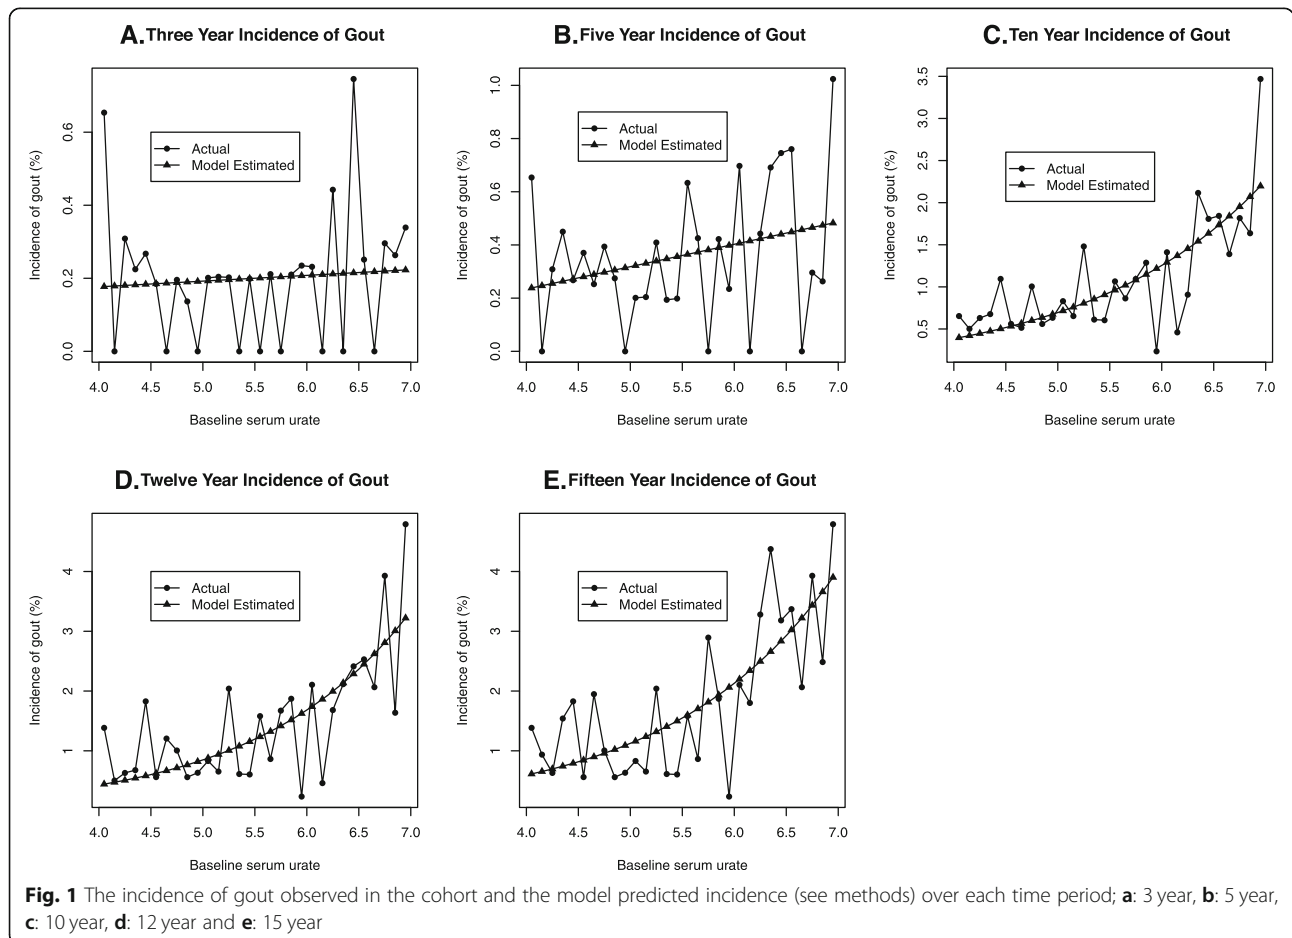 A. Three Year Incidence of Gout
Incidence of gout (%)
0.0 0.2 0.4 0.6
Actual
Model Estimated
4.0 4.5 5.0 5.5 6.0 6.5 7.0
Baseline serum urate
B. Five Year Incidence of Gout
Incidence of gout (%)
0.0 0.2 0.4 0.6 0.8 1.0
Actual
Model Estimated
4.0 4.5 5.0 5.5 6.0 6.5 7.0
Baseline serum urate
C. Ten Year Incidence of Gout
Incidence of gout (%)
0.5 1.0 1.5 2.0 2.5 3.0 3.5
Actual
Model Estimated
4.0 4.5 5.0 5.5 6.0 6.5 7.0
Baseline serum urate
D. Twelve Year Incidence of Gout
Incidence of gout (%)
1 2 3 4
Actual
Model Estimated
4.0 4.5 5.0 5.5 6.0 6.5 7.0
Baseline serum urate
E. Fifteen Year Incidence of Gout
Incidence of gout (%)
1 2 3 4
Actual
Model Estimated
4.0 4.5 5.0 5.5 6.0 6.5 7.0
Baseline serum urate
Fig. 1 The incidence of gout observed in the cohort and the model predicted incidence (see methods) over each time period; a: 3 year, b: 5 year,
c: 10 year, d: 12 year and e: 15 year